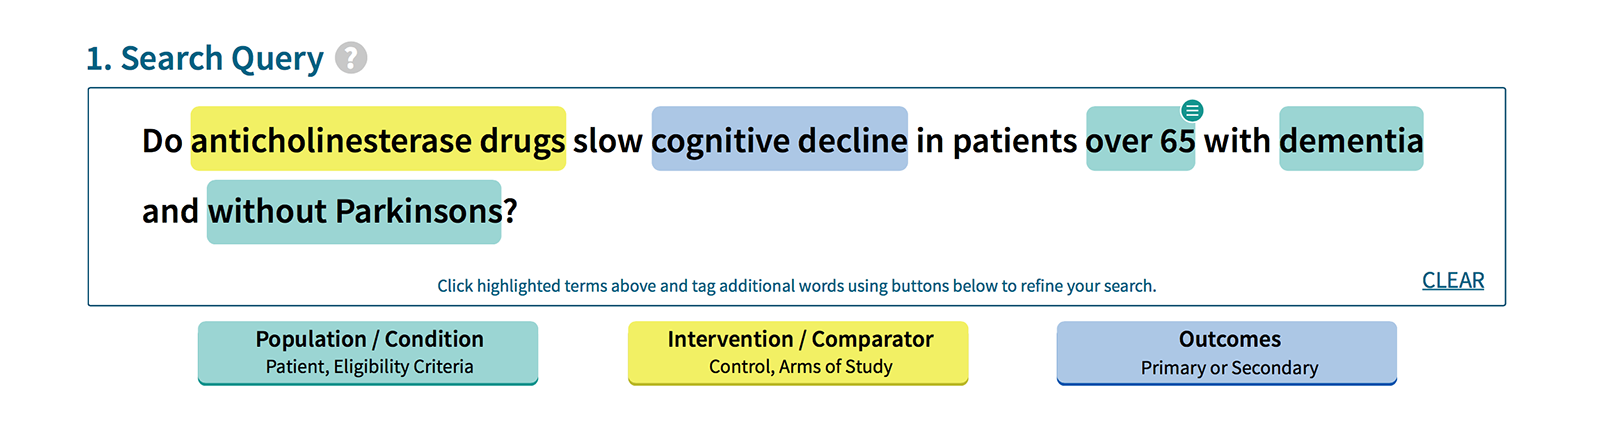 1. Search Query ?
Do anticholinesterase drugs slow cognitive decline in patients over 65 with dementia
and without Parkinsons?
Click highlighted terms above and tag additional words using buttons below to refine your search.
CLEAR
Population / Condition
Patient, Eligibility Criteria
Intervention / Comparator
Control, Arms of Study
Outcomes
Primary or Secondary